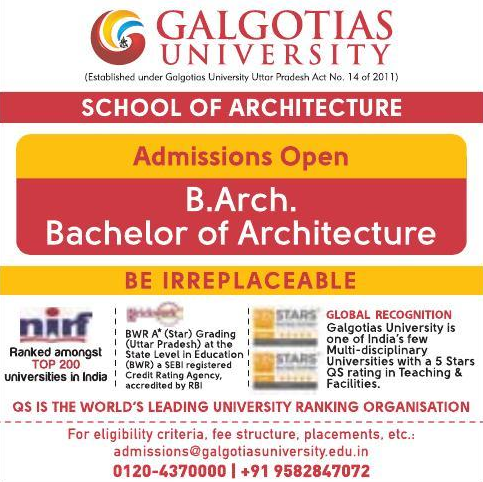 GALGOTIAS
UNIVERSITY
(Established under Galgotias University Uttar Pradesh Act No. 14 of 2011)
SCHOOL OF ARCHITECTURE
Admissions Open
B.Arch.
Bachelor of Architecture
BE IRREPLACEABLE
nirf
Ranked amongst
TOP 200
universities in India
Brickwork
BWR A* (Star) Grading
(Uttar Pradesh) at the
State Level in Education
(BWR) a SEBI registered
Credit Rating Agency,
accredited by RBI
STARS
STARS
GLOBAL RECOGNITION
Galgotias University is
one of India's few
Multi-disciplinary
Universities with a 5 Stars
QS rating in Teaching &
Facilities.
QS IS THE WORLD'S LEADING UNIVERSITY RANKING ORGANISATION
For eligibility criteria, fee structure, placements, etc.:
admissions@galgotiasuniversity.edu.in
0120-4370000 | +91 9582847072